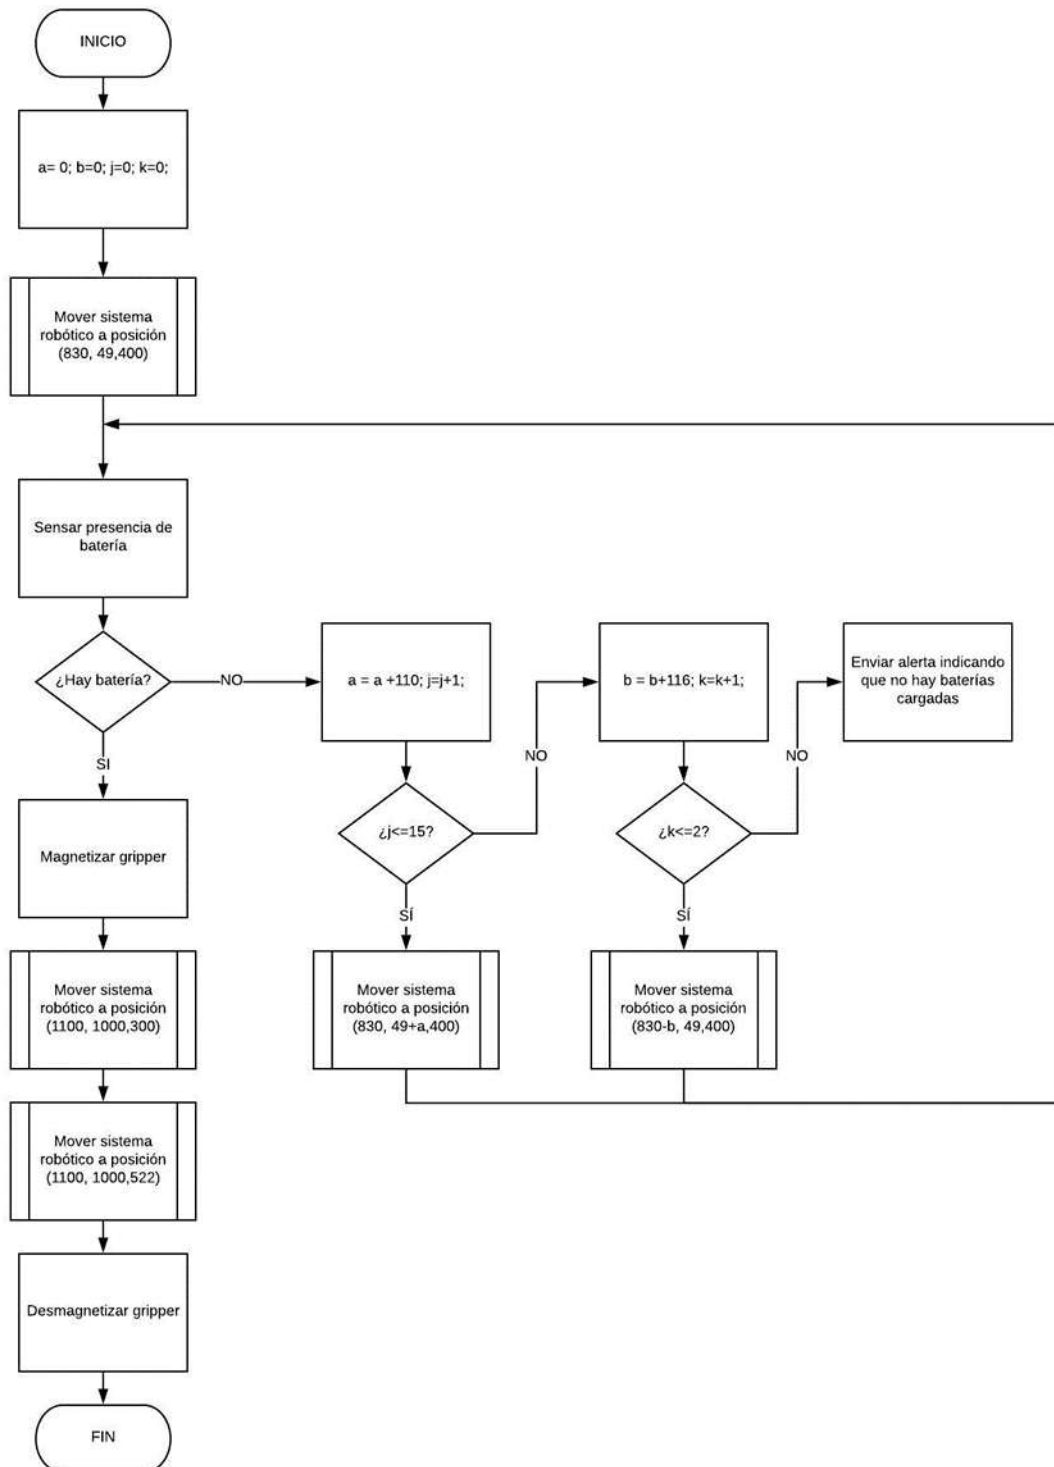 INICIO
a= 0; b=0; j=0; k=0;
Mover sistema
robótico a posición
(830, 49,400)
Sensar presencia de
batería
¿Hay batería?
NO
a = a +110; j=j+1;
b = b+116; k=k+1;
Enviar alerta indicando
que no hay baterías
cargadas
SI
NO
NO
¿j<=15?
¿k<=2?
Magnetizar gripper
SÍ
SÍ
Mover sistema
robótico a posición
(1100, 1000,300)
Mover sistema
robótico a posición
(830, 49+a,400)
Mover sistema
robótico a posición
(830-b, 49,400)
Mover sistema
robótico a posición
(1100, 1000,522)
Desmagnetizar gripper
FIN